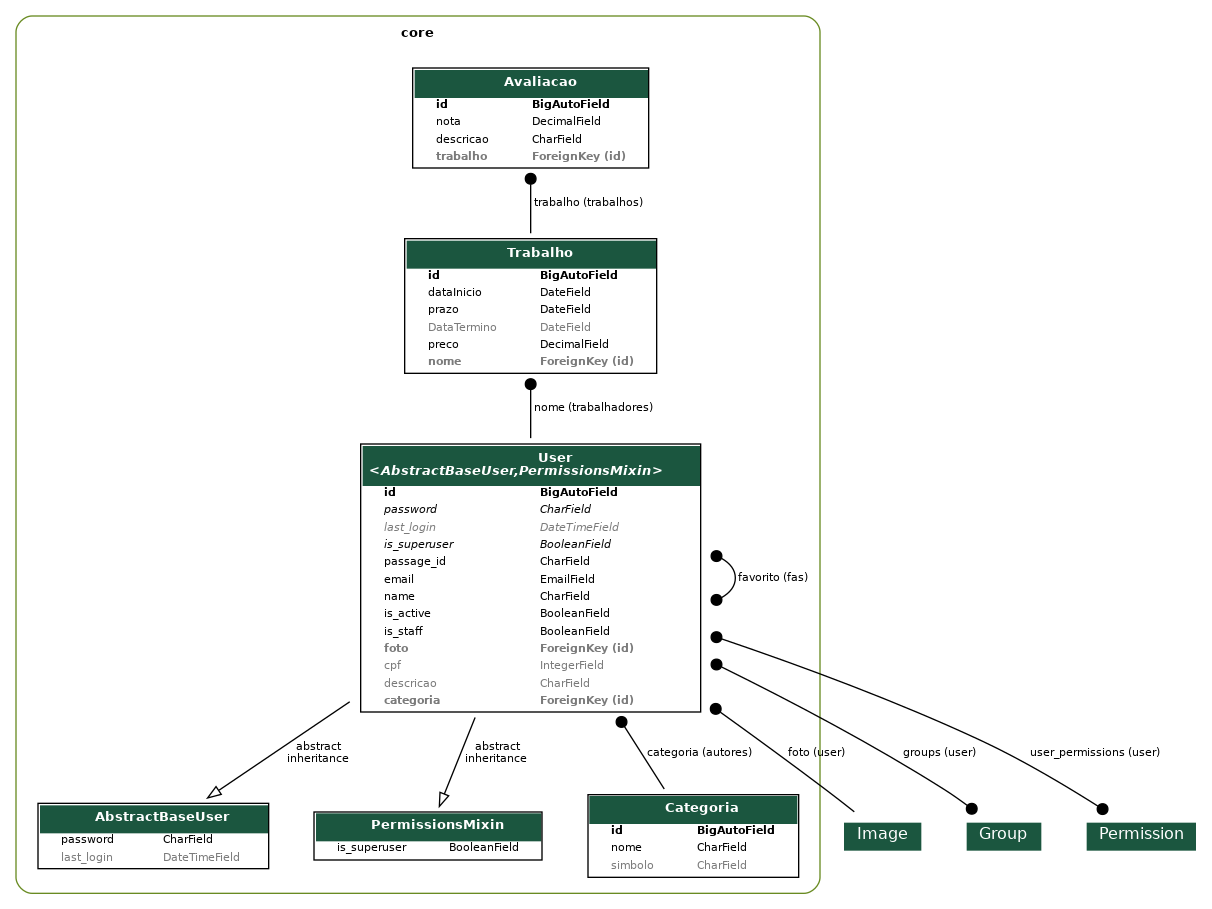 core
Avaliacao
id BigAutoField
nota DecimalField
descricao CharField
trabalho ForeignKey (id)
trabalho (trabalhos)
Trabalho
id BigAutoField
dataInicio DateField
prazo DateField
DataTermino DateField
preco DecimalField
nome ForeignKey (id)
nome (trabalhadores)
User
<AbstractBaseUser,PermissionsMixin>
id BigAutoField
password CharField
last_login DateTimeField
is_superuser BooleanField
passage_id CharField
email EmailField
name CharField
is_active BooleanField
is_staff BooleanField
foto ForeignKey (id)
cpf IntegerField
descricao CharField
categoria ForeignKey (id)
favorito (fas)
abstract
inheritance
abstract
inheritance
categoria (autores)
foto (user)
groups (user)
user_permissions (user)
AbstractBaseUser
password CharField
last_login DateTimeField
PermissionsMixin
is_superuser BooleanField
Categoria
id BigAutoField
nome CharField
simbolo CharField
Image
Group
Permission